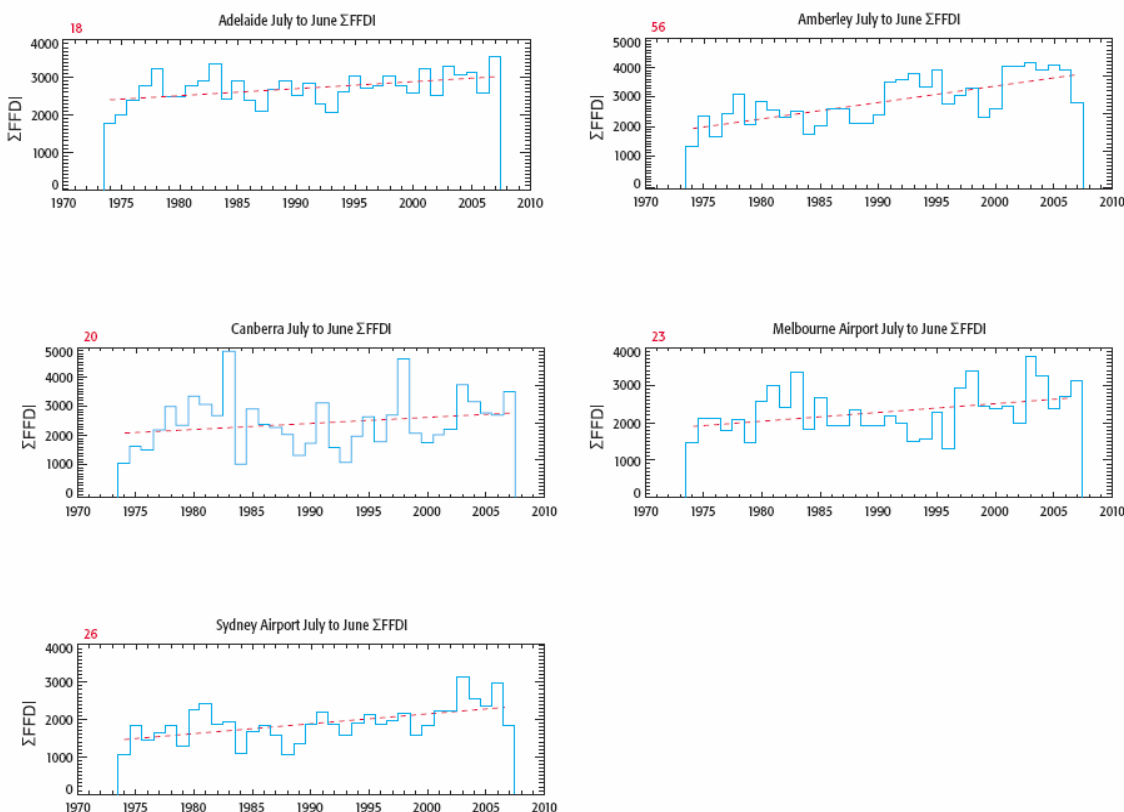 Adelaide July to June ΣFFDI
18
4000
3000
2000
1000
0
ΣFFDI
1970 1975 1980 1985 1990 1995 2000 2005 2010
Amberley July to June ΣFFDI
56
5000
4000
3000
2000
1000
0
ΣFFDI
1970 1975 1980 1985 1990 1995 2000 2005 2010
Canberra July to June ΣFFDI
20
5000
4000
3000
2000
1000
0
ΣFFDI
1970 1975 1980 1985 1990 1995 2000 2005 2010
Melbourne Airport July to June ΣFFDI
23
4000
3000
2000
1000
0
ΣFFDI
1970 1975 1980 1985 1990 1995 2000 2005 2010
Sydney Airport July to June ΣFFDI
26
4000
3000
2000
1000
0
ΣFFDI
1970 1975 1980 1985 1990 1995 2000 2005 2010